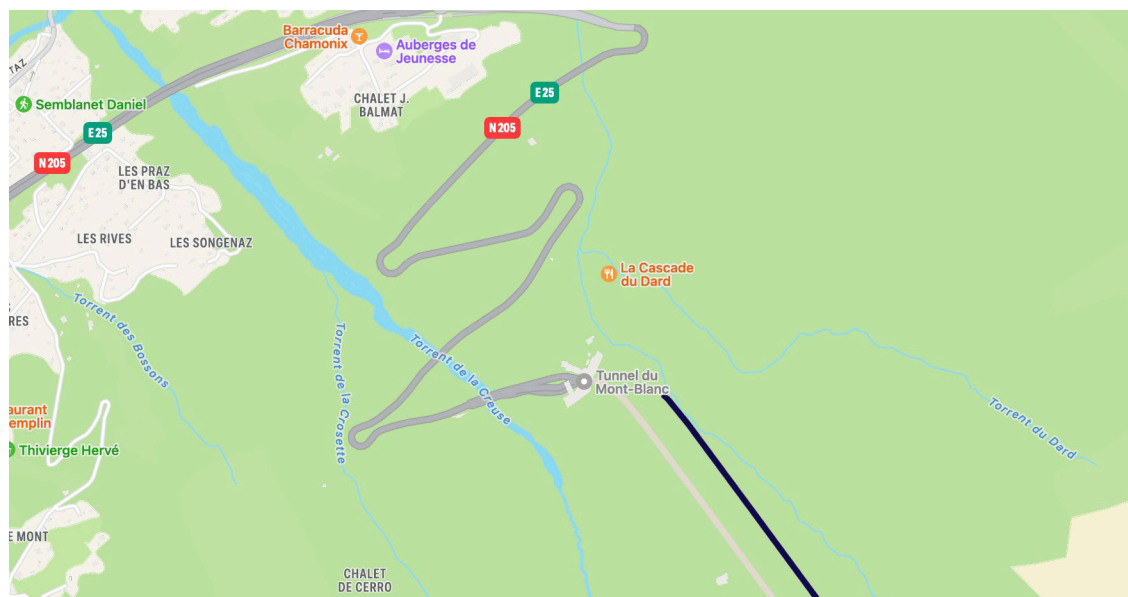 Barracuda
Chamonix
Auberges de
Jeunesse
TAZ
Semblanet Daniel
CHALET J.
BALMAT
E25
N205
E25
N205
LES PRAZ
D'EN BAS
LES RIVES
LES SONGENAZ
La Cascade
du Dard
Torrent des Bossons
RES
Torrent de la Crosette
Torrent de la Creuse
Tunnel du
Mont-Blanc
Torrent du Dard
aurant
emplin
Thivierge Hervé
E MONT
CHALET
DE CERRO